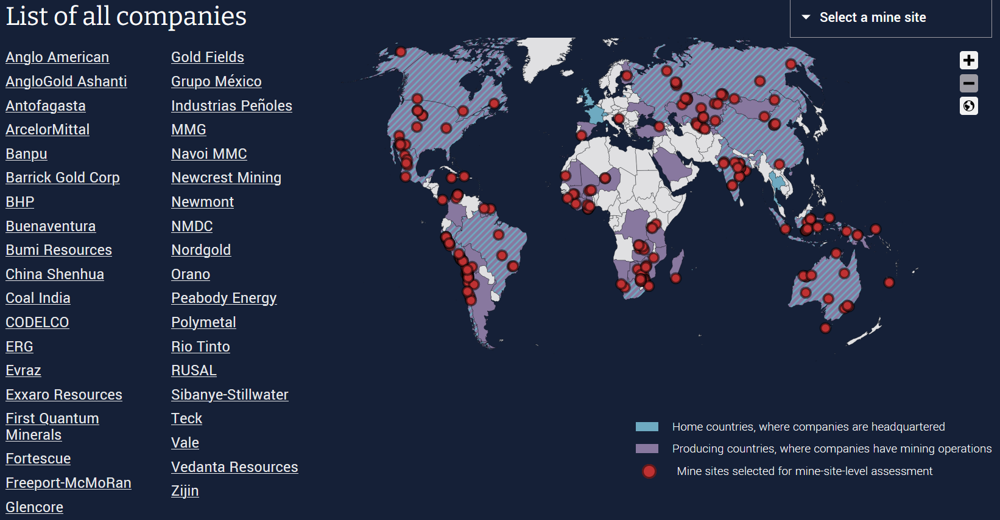 List of all companies
Select a mine site
Anglo American
AngloGold Ashanti
Antofagasta
ArcelorMittal
Banpu
Barrick Gold Corp
BHP
Buenaventura
Bumi Resources
China Shenhua
Coal India
CODELCO
ERG
Evraz
Exxaro Resources
First Quantum
Minerals
Fortescue
Freeport-McMoRan
Glencore
Gold Fields
Grupo México
Industrias Peñoles
MMG
Navoi MMC
Newcrest Mining
Newmont
NMDC
Nordgold
Orano
Peabody Energy
Polymetal
Rio Tinto
RUSAL
Sibanye-Stillwater
Teck
Vale
Vedanta Resources
Zijin
Home countries, where companies are headquartered
Producing countries, where companies have mining operations
Mine sites selected for mine-site-level assessment